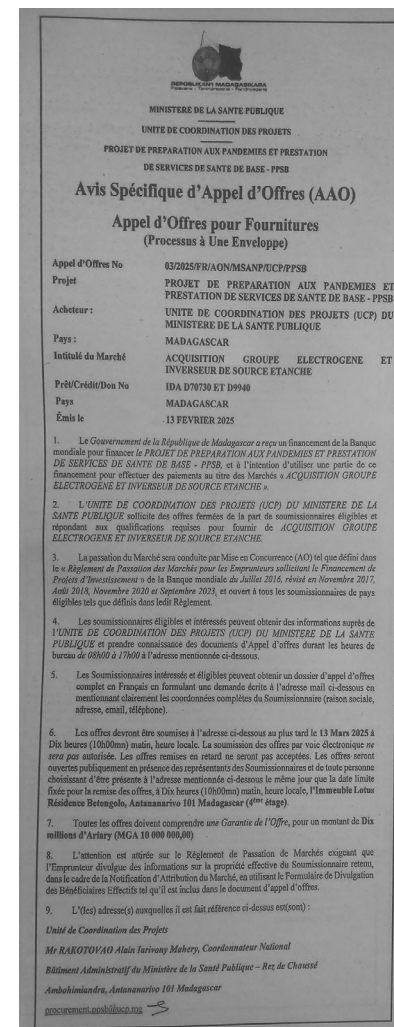 REPOBLIKAN'I MADAGASIKARA
Fitiavana - Tanindrazana - Fandrosoana
MINISTERE DE LA SANTE PUBLIQUE
UNITE DE COORDINATION DES PROJETS
PROJET DE PREPARATION AUX PANDEMIES ET PRESTATION
DE SERVICES DE SANTE DE BASE - PPSB
Avis Spécifique d'Appel d'Offres (AAO)
Appel d'Offres pour Fournitures
(Processus à Une Enveloppe)
Appel d'Offres No 03/2025/FR/AON/MSANP/UCP/PPSB
Projet PROJET DE PREPARATION AUX PANDEMIES ET
PRESTATION DE SERVICES DE SANTE DE BASE - PPSB
Acheteur : UNITE DE COORDINATION DES PROJETS (UCP) DU
MINISTERE DE LA SANTE PUBLIQUE
Pays : MADAGASCAR
Intitulé du Marché ACQUISITION GROUPE ELECTROGENE ET
INVERSEUR DE SOURCE ETANCHE
Prêt/Crédit/Don No IDA D70730 ET D9940
Pays MADAGASCAR
Émis le 13 FEVRIER 2025
1. Le Gouvernement de la République de Madagascar a reçu un financement de la Banque
mondiale pour financer le PROJET DE PREPARATION AUX PANDEMIES ET PRESTATION
DE SERVICES DE SANTE DE BASE - PPSB, et à l'intention d'utiliser une partie de ce
financement pour effectuer des paiements au titre des Marchés « ACQUISITION GROUPE
ELECTROGENE ET INVERSEUR DE SOURCE ETANCHE ».
2. L'UNITE DE COORDINATION DES PROJETS (UCP) DU MINISTERE DE LA
SANTE PUBLIQUE sollicite des offres fermées de la part de soumissionnaires éligibles et
répondant aux qualifications requises pour fournir de ACQUISITION GROUPE
ELECTROGENE ET INVERSEUR DE SOURCE ETANCHE.
3. La passation du Marché sera conduite par Mise en Concurrence (AO) tel que défini dans
le « Règlement de Passation des Marchés pour les Emprunteurs sollicitant le Financement de
Projets d'Investissement » de la Banque mondiale du Juillet 2016, révisé en Novembre 2017,
Août 2018, Novembre 2020 et Septembre 2023, et ouvert à tous les soumissionnaires de pays
éligibles tels que définis dans ledit Règlement.
4. Les soumissionnaires éligibles et intéressés peuvent obtenir des informations auprès de
l'UNITE DE COORDINATION DES PROJETS (UCP) DU MINISTERE DE LA SANTE
PUBLIQUE et prendre connaissance des documents d'Appel d'Offres durant les heures de
bureau de 08h00 à 17h00 à l'adresse mentionnée ci-dessous.
5. Les Soumissionnaires intéressés et éligibles peuvent obtenir un dossier d'appel d'offres
complet en Français en formulant une demande écrite à l'adresse mail ci-dessous en
mentionnant clairement les coordonnées complètes du Soumissionnaire (raison sociale,
adresse, email, téléphone).
6. Les offres devront être soumises à l'adresse ci-dessous au plus tard le 13 Mars 2025 à
Dix heures (10h00mn) matin, heure locale. La soumission des offres par voie électronique ne
sera pas autorisée. Les offres remises en retard ne seront pas acceptées. Les offres seront
ouvertes publiquement en présence des représentants des Soumissionnaires et de toute personne
choisissant d'être présente à l'adresse mentionnée ci-dessous le même jour que la date limite
fixée pour la remise des offres, à Dix heures (10h00mn) matin, heure locale, l'Immeuble Lotus
Résidence Betongolo, Antananarivo 101 Madagascar (4ème étage).
7. Toutes les offres doivent comprendre une Garantie de l'Offre, pour un montant de Dix
millions d'Ariary (MGA 10 000 000,00)
8. L'attention est attirée sur le Règlement de Passation de Marchés exigeant que
l'Emprunteur divulgue des informations sur la propriété effective du Soumissionnaire retenu,
dans le cadre de la Notification d'Attribution du Marché, en utilisant le Formulaire de Divulgation
des Bénéficiaires Effectifs tel qu'il est inclus dans le document d'appel d'offres.
9. L'(les) adresse(s) auxquelles il est fait référence ci-dessus est(sont) :
Unité de Coordination des Projets
Mr RAKOTOVAO Alain Iarivony Mahery, Coordonnateur National
Bâtiment Administratif du Ministère de la Santé Publique – Rez de Chaussé
Ambohimiandra, Antananarivo 101 Madagascar
procurement.ppsb@ucp.mg